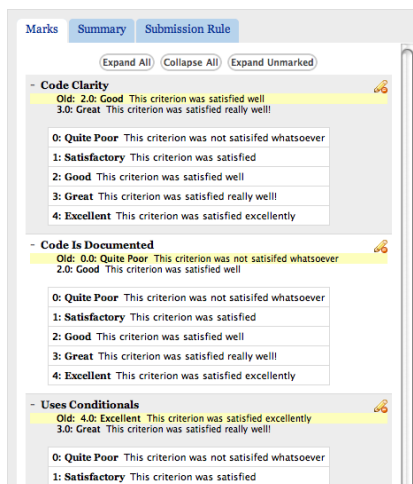 Marks Summary Submission Rule
Expand All Collapse All Expand Unmarked
- Code Clarity
Old: 2.0: Good This criterion was satisfied well
3.0: Great This criterion was satisfied really well!
0: Quite Poor This criterion was not satisifed whatsoever
1: Satisfactory This criterion was satisfied
2: Good This criterion was satisfied well
3: Great This criterion was satisfied really well!
4: Excellent This criterion was satisfied excellently
- Code Is Documented
Old: 0.0: Quite Poor This criterion was not satisifed whatsoever
2.0: Good This criterion was satisfied well
0: Quite Poor This criterion was not satisifed whatsoever
1: Satisfactory This criterion was satisfied
2: Good This criterion was satisfied well
3: Great This criterion was satisfied really well!
4: Excellent This criterion was satisfied excellently
- Uses Conditionals
Old: 4.0: Excellent This criterion was satisfied excellently
3.0: Great This criterion was satisfied really well!
0: Quite Poor This criterion was not satisifed whatsoever
1: Satisfactory This criterion was satisfied